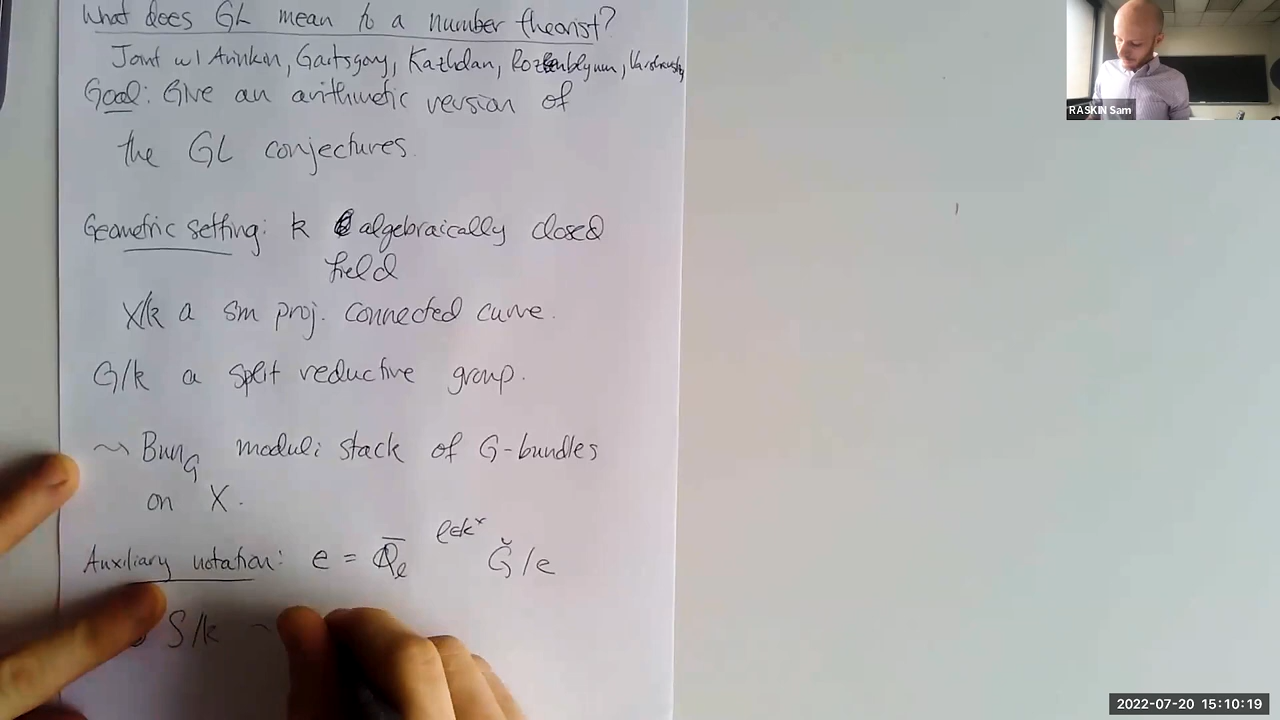 What does GL mean to a number theorist?
Joint w/ Arinkin, Gaitsgory, Kazhdan, Rozenblyum, Varshavsky
Goal: Give an arithmetic version of
the GL conjectures.
Geometric setting: k algebraically closed
field
X/k a sm proj. connected curve.
G/k a split reductive group.
⇝ Bun_G moduli stack of G-bundles
on X.
Auxiliary notation: e = Q̄_ℓ ℓ∈k^× Ǧ/e
S/k ~
RASKIN Sam
2022-07-20 15:10:19